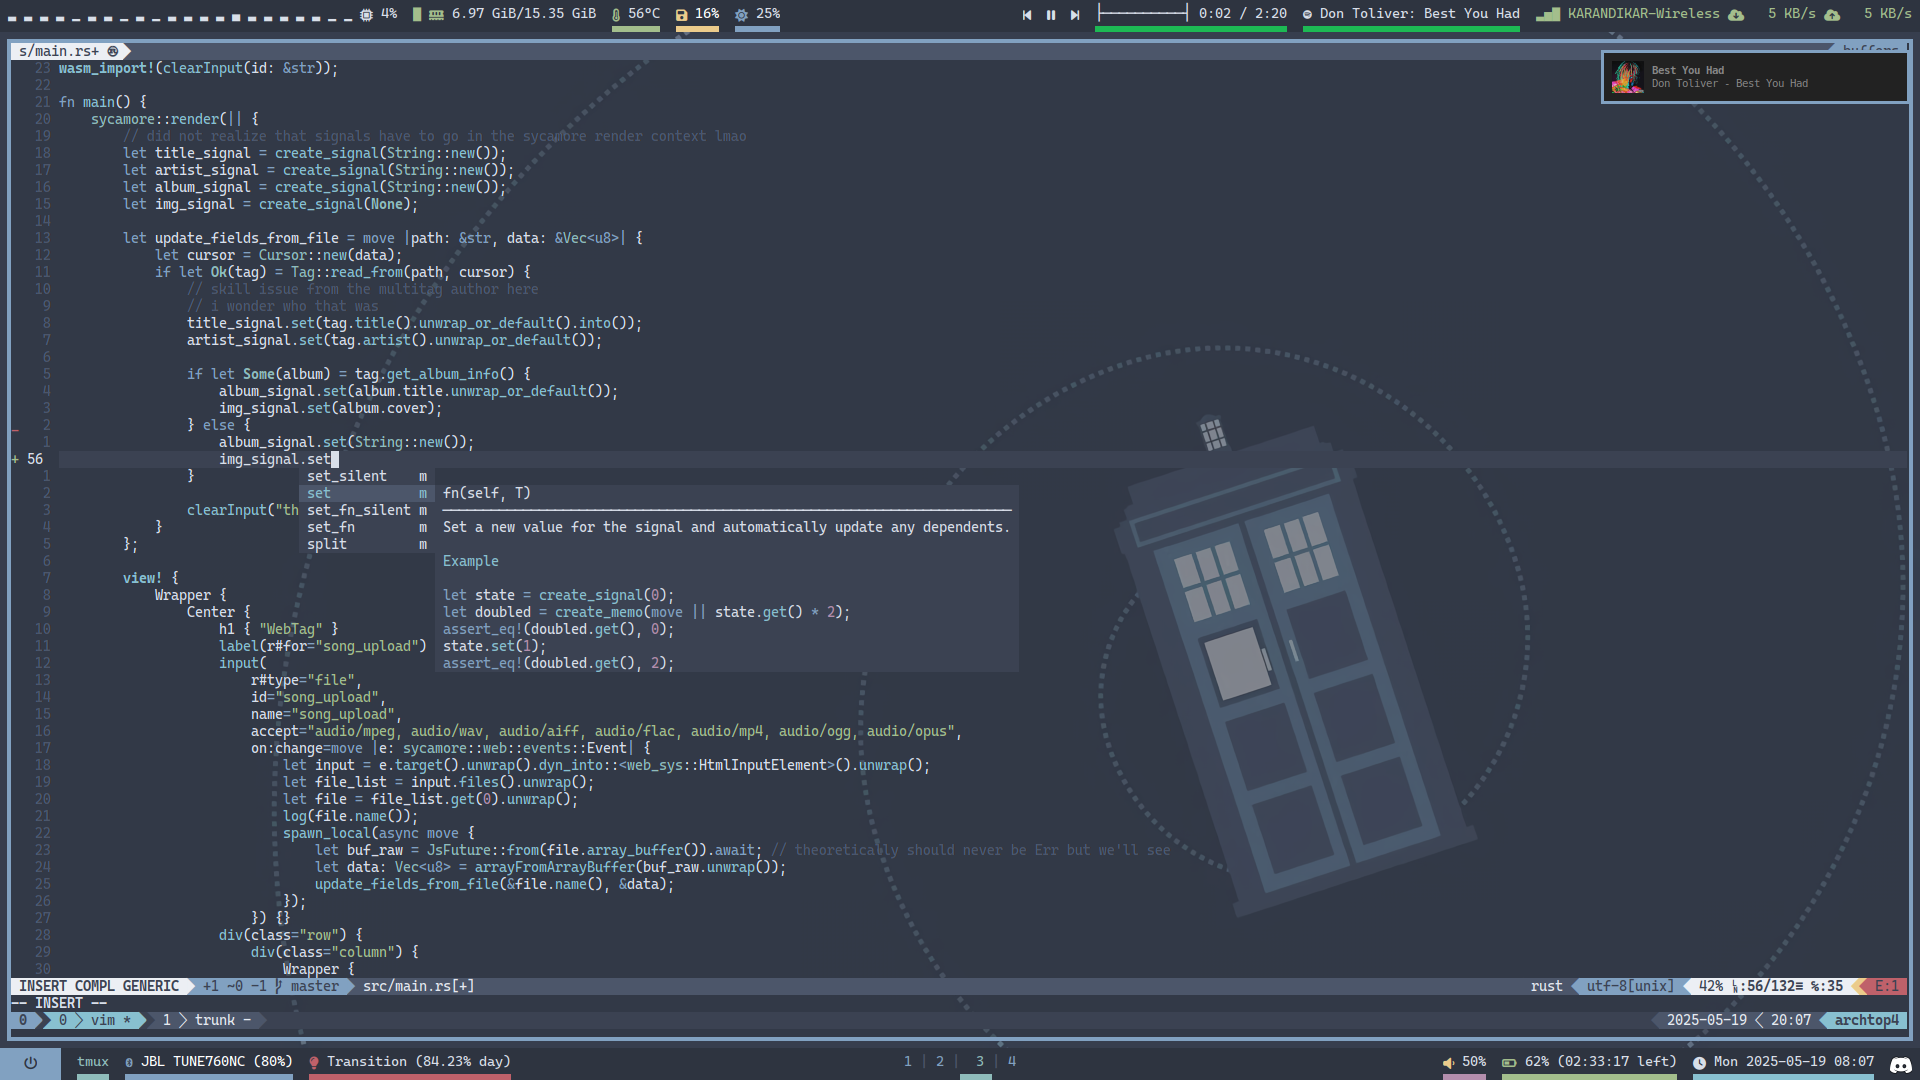 4% 6.97 GiB/15.35 GiB 56°C 16% 25% 0:02 / 2:20 Don Toliver: Best You Had KARANDIKAR-Wireless 5 KB/s 5 KB/s
s/main.rs+
Best You Had
Don Toliver - Best You Had
23 wasm_import!(clearInput(id: &str));
22
21 fn main() {
20 sycamore::render(|| {
19 // did not realize that signals have to go in the sycamore render context lmao
18 let title_signal = create_signal(String::new());
17 let artist_signal = create_signal(String::new());
16 let album_signal = create_signal(String::new());
15 let img_signal = create_signal(None);
14
13 let update_fields_from_file = move |path: &str, data: &Vec<u8>| {
12 let cursor = Cursor::new(data);
11 if let Ok(tag) = Tag::read_from(path, cursor) {
10 // skill issue from the multitag author here
9 // i wonder who that was
8 title_signal.set(tag.title().unwrap_or_default().into());
7 artist_signal.set(tag.artist().unwrap_or_default());
6
5 if let Some(album) = tag.get_album_info() {
4 album_signal.set(album.title.unwrap_or_default());
3 img_signal.set(album.cover);
_ 2 } else {
1 album_signal.set(String::new());
+ 56 img_signal.set
1 }
2
3 clearInput("th
4 }
5 };
6
7 view! {
8 Wrapper {
9 Center {
10 h1 { "WebTag" }
11 label(r#for="song_upload")
12 input(
set_silent m
set m
set_fn_silent m
set_fn m
split m
fn(self, T)
Set a new value for the signal and automatically update any dependents.
Example
let state = create_signal(0);
let doubled = create_memo(move || state.get() * 2);
assert_eq!(doubled.get(), 0);
state.set(1);
assert_eq!(doubled.get(), 2);
13 r#type="file",
14 id="song_upload",
15 name="song_upload",
16 accept="audio/mpeg, audio/wav, audio/aiff, audio/flac, audio/mp4, audio/ogg, audio/opus",
17 on:change=move |e: sycamore::web::events::Event| {
18 let input = e.target().unwrap().dyn_into::<web_sys::HtmlInputElement>().unwrap();
19 let file_list = input.files().unwrap();
20 let file = file_list.get(0).unwrap();
21 log(file.name());
22 spawn_local(async move {
23 let buf_raw = JsFuture::from(file.array_buffer()).await; // theoretically should never be Err but we'll see
24 let data: Vec<u8> = arrayFromArrayBuffer(buf_raw.unwrap());
25 update_fields_from_file(&file.name(), &data);
26 });
27 }) {}
28 div(class="row") {
29 div(class="column") {
30 Wrapper {
INSERT COMPL GENERIC +1 ~0 -1 master src/main.rs[+] rust utf-8[unix] 42% :56/132≡ %:35 E:1
-- INSERT --
0 0 vim * 1 trunk - 2025-05-19 20:07 archtop4
tmux JBL TUNE760NC (80%) Transition (84.23% day) 1 | 2 | 3 | 4 50% 62% (02:33:17 left) Mon 2025-05-19 08:07